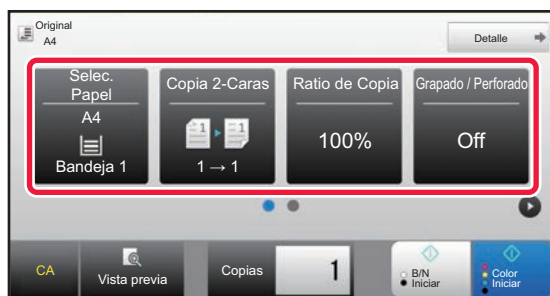 Original
A4
Detalle
Selec.
Papel
A4
Bandeja 1
Copia 2-Caras
1 → 1
Ratio de Copia
100%
Grapado / Perforado
Off
CA
Vista previa
Copias
1
B/N
Iniciar
Color
Iniciar